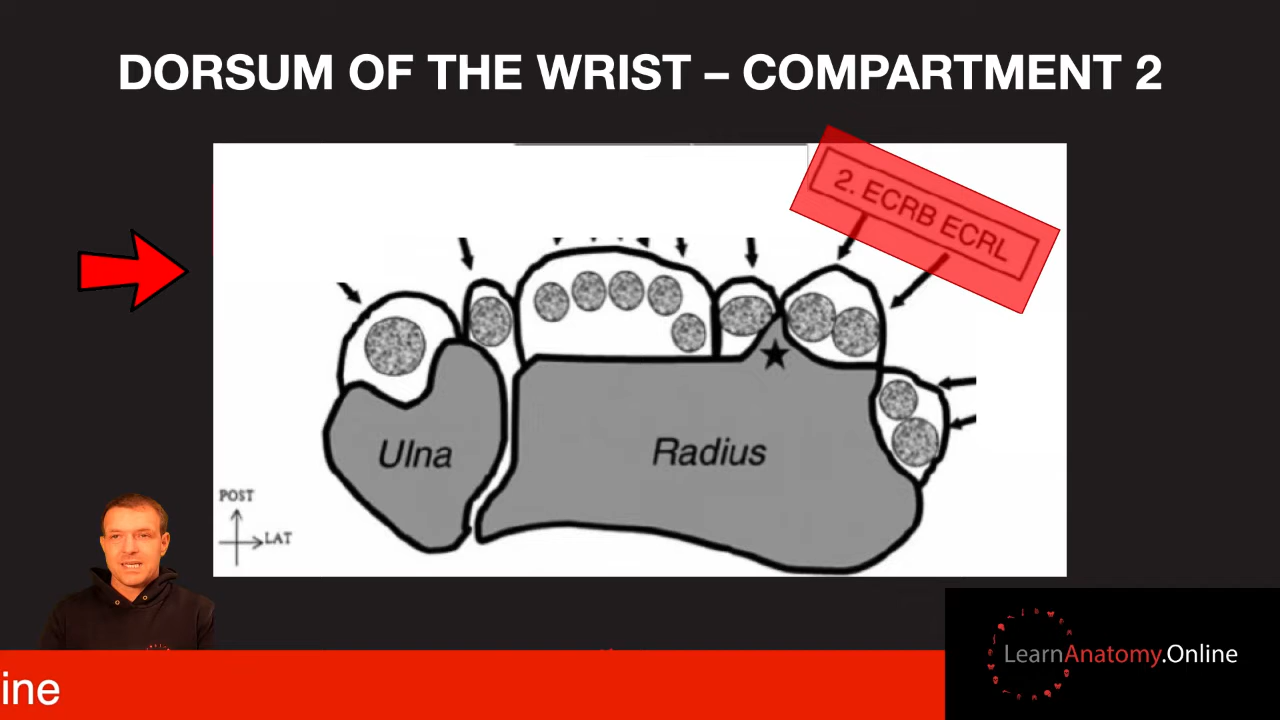 DORSUM OF THE WRIST – COMPARTMENT 2
2. ECRB ECRL
Ulna
Radius
POST
LAT
LearnAnatomy.Online
ine